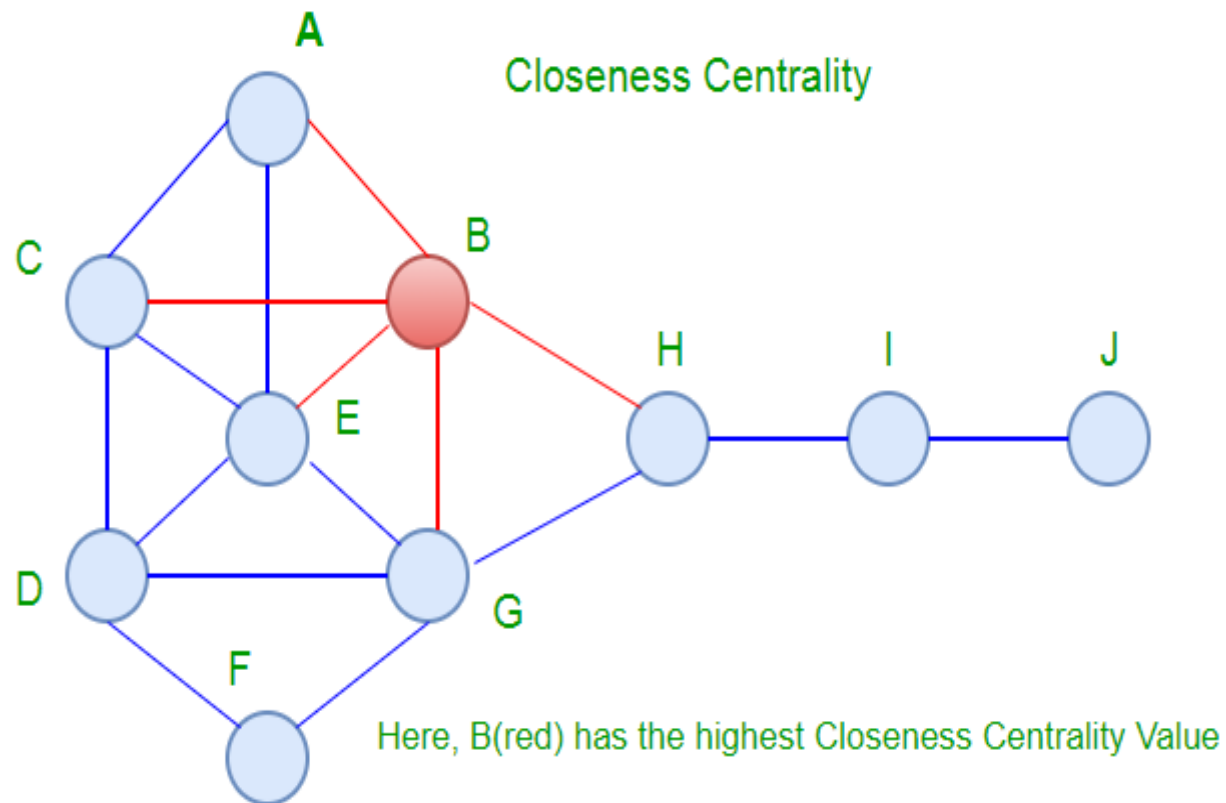 A
Closeness Centrality
B
C
H
I
J
E
D
G
F
Here, B(red) has the highest Closeness Centrality Value